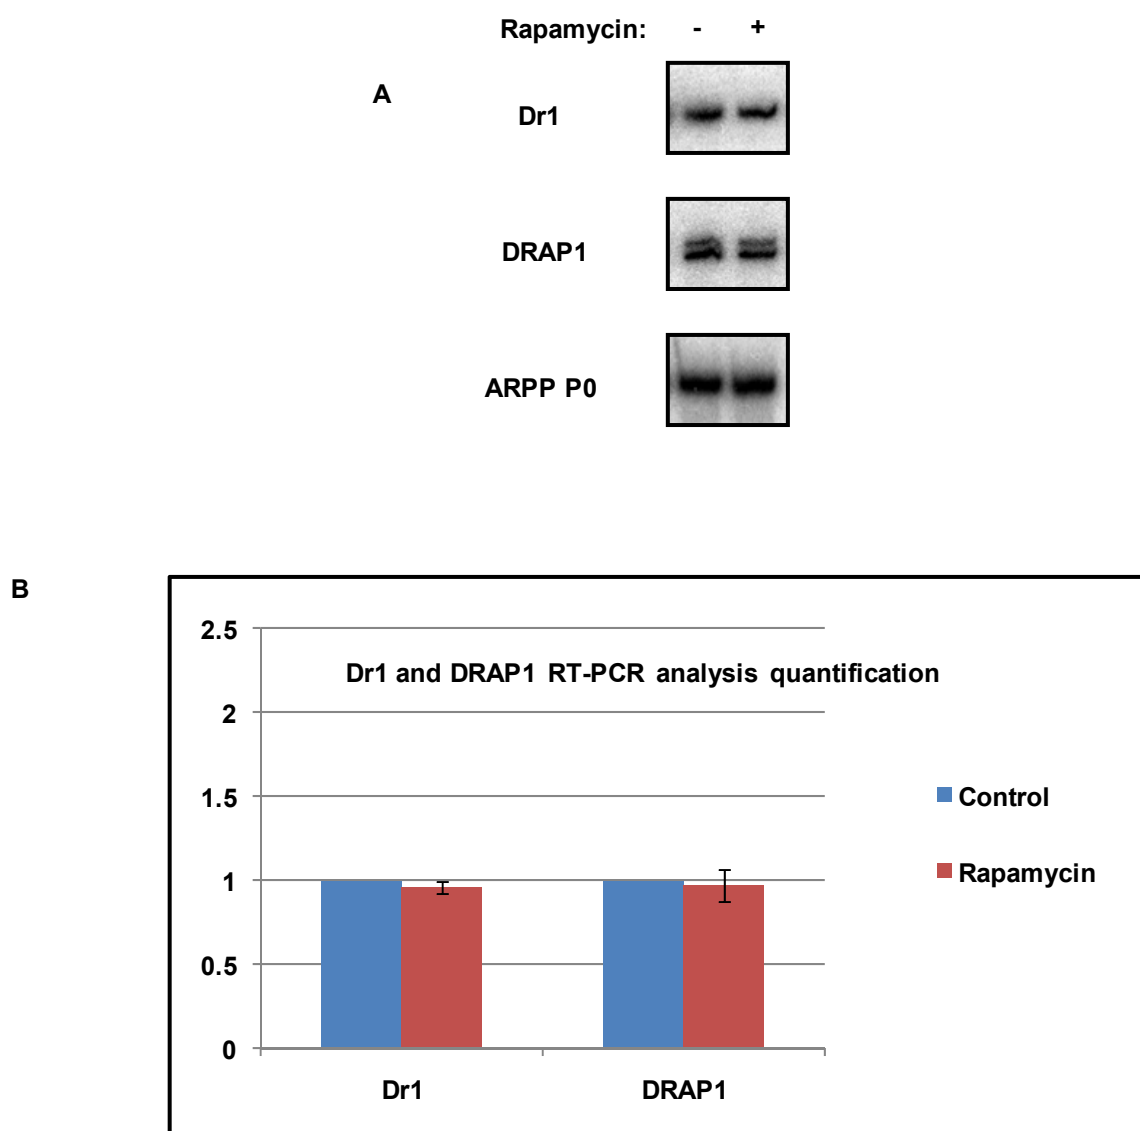 Rapamycin: - +
A
Dr1
DRAP1
ARPP P0
B
2.5
Dr1 and DRAP1 RT-PCR analysis quantification
2
1.5
Control
1
Rapamycin
0.5
0
Dr1 DRAP1